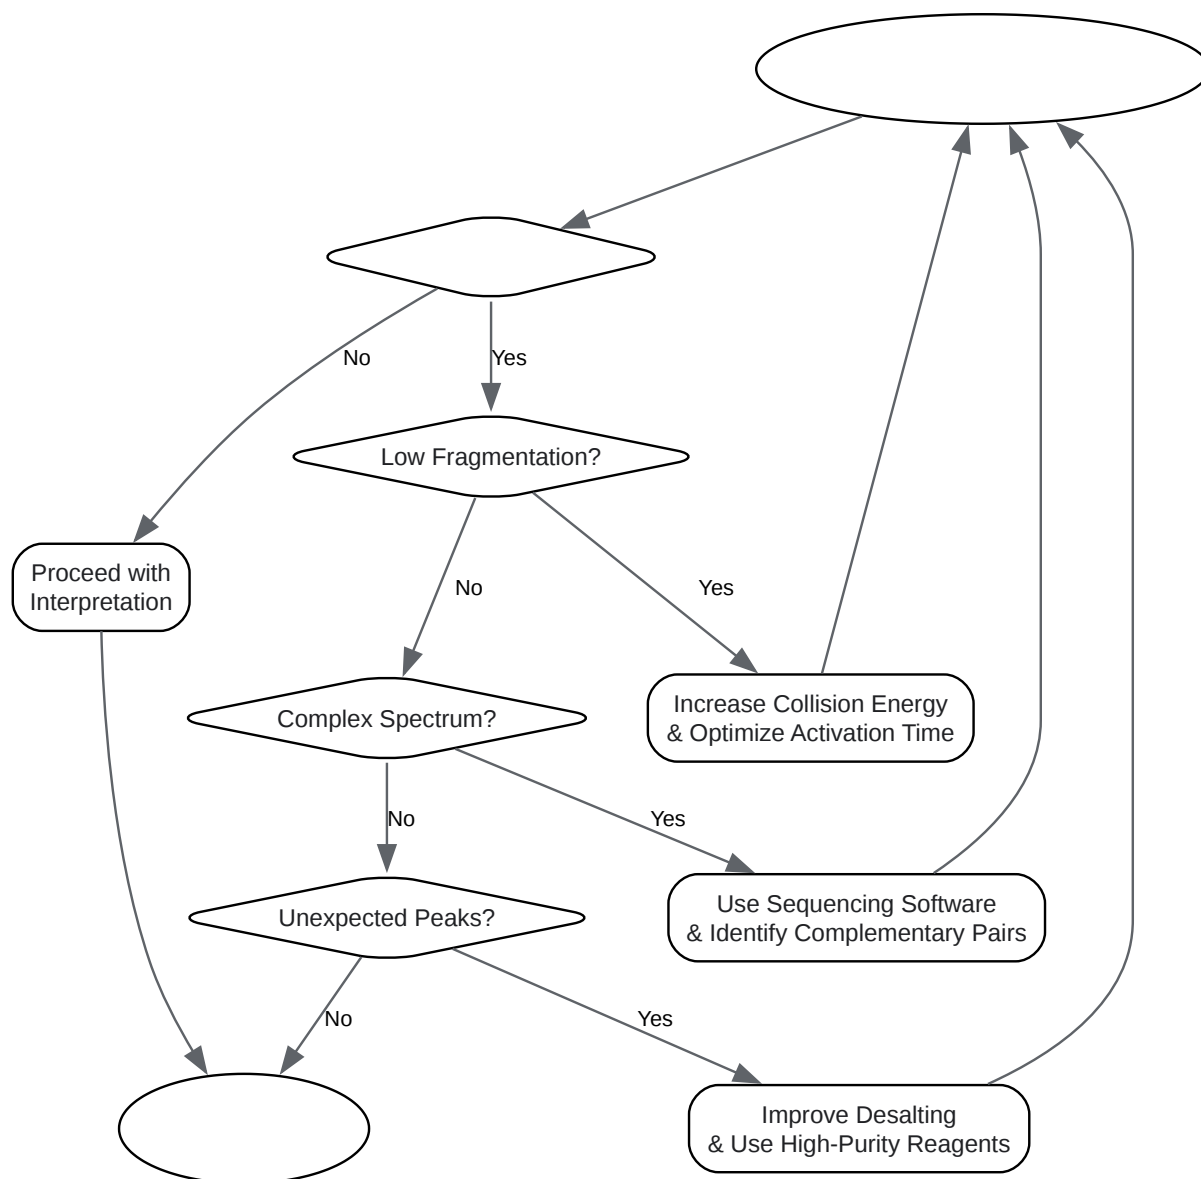 No
Yes
Low Fragmentation?
Proceed with
Interpretation
No
Yes
Increase Collision Energy
& Optimize Activation Time
Complex Spectrum?
No
Yes
Use Sequencing Software
& Identify Complementary Pairs
Unexpected Peaks?
No
Yes
Improve Desalting
& Use High-Purity Reagents